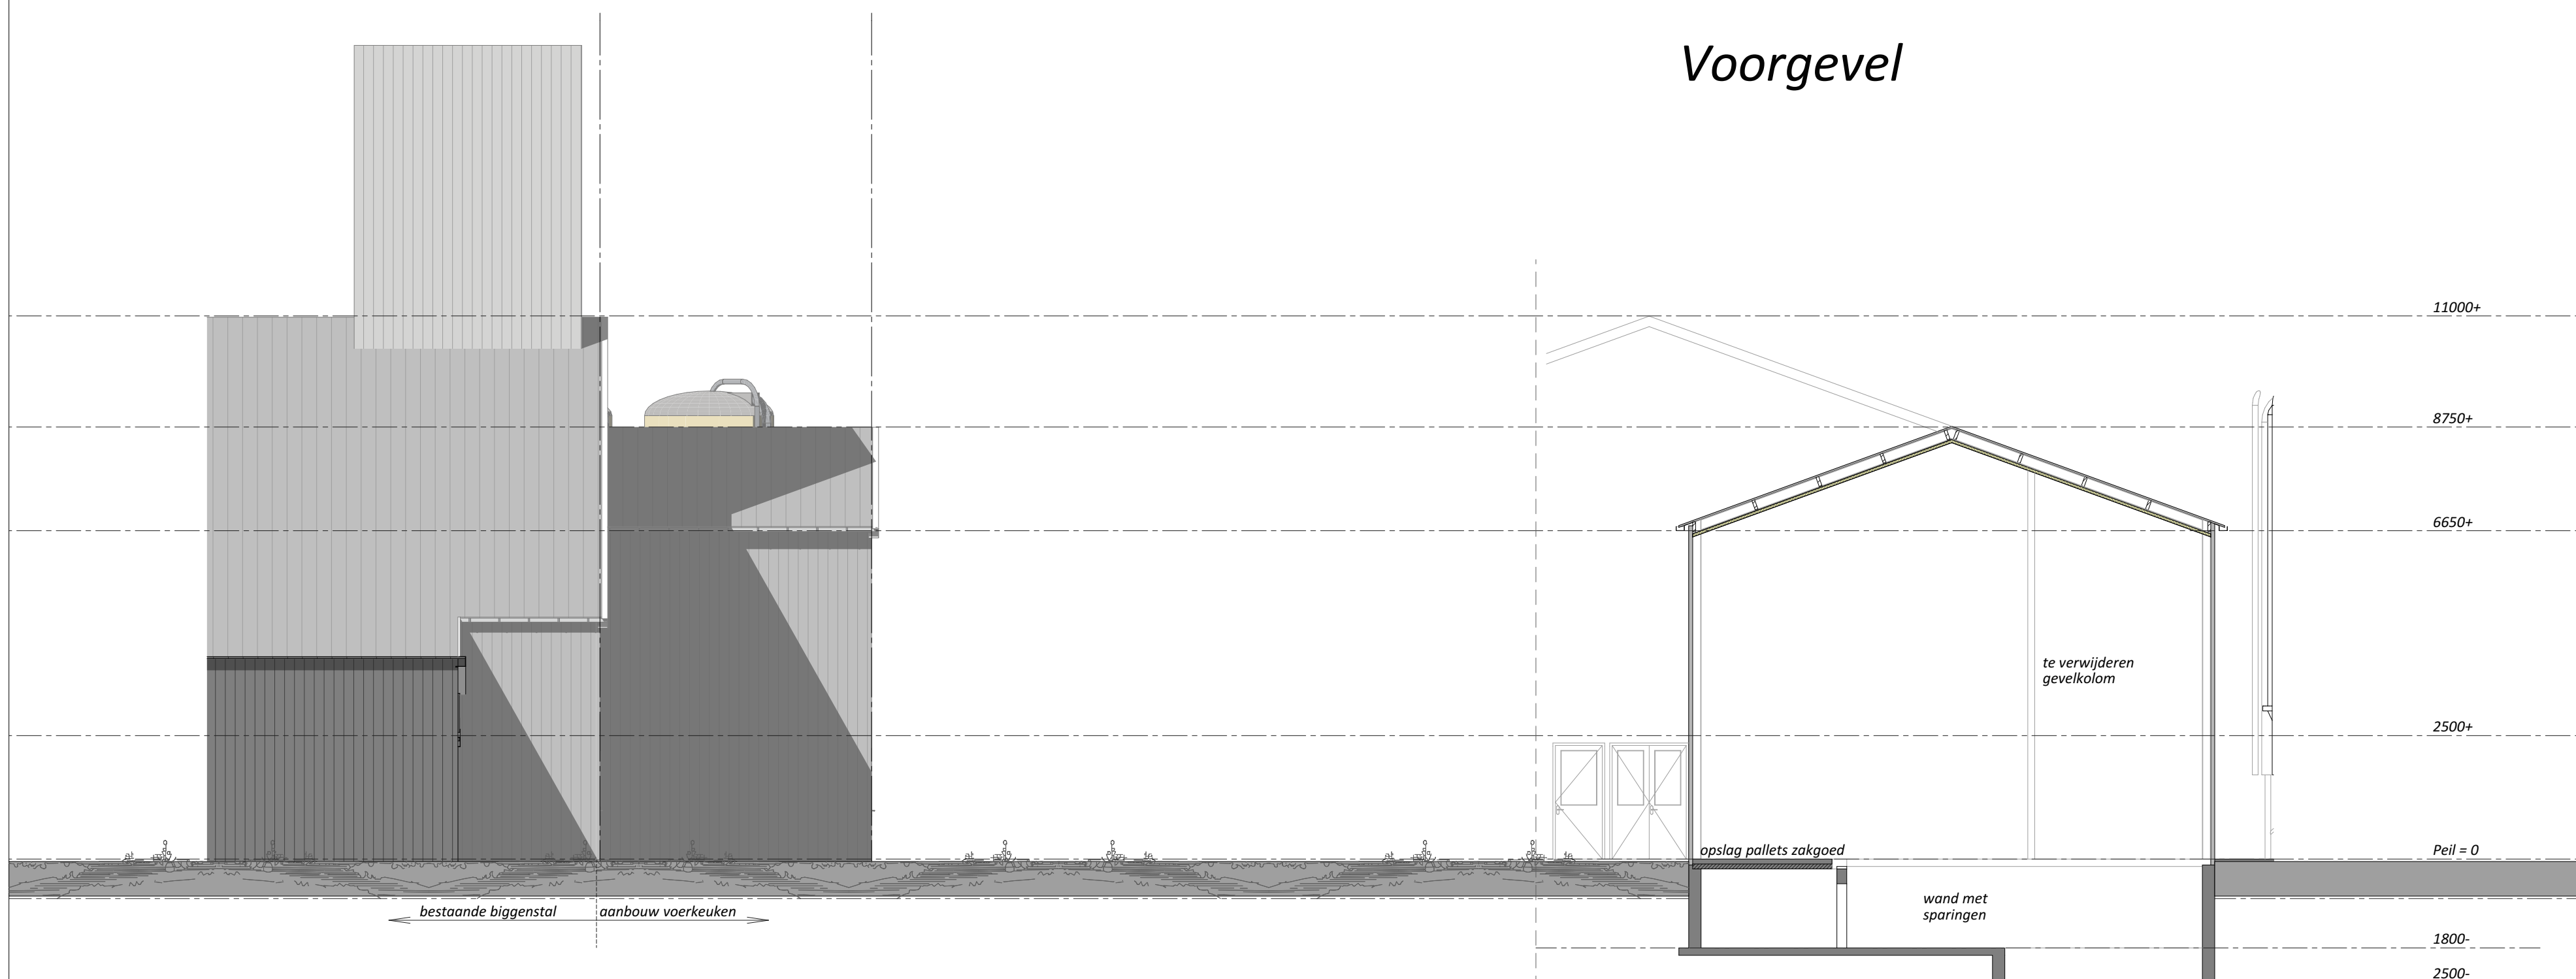 Voorgevel
11000+
8750+
6650+
te verwijderen
gevelkolom
2500+
opslag pallets zakgoed
Peil = 0
bestaande biggenstal
aanbouw voerkeuken
wand met
sparingen
1800-
2500-